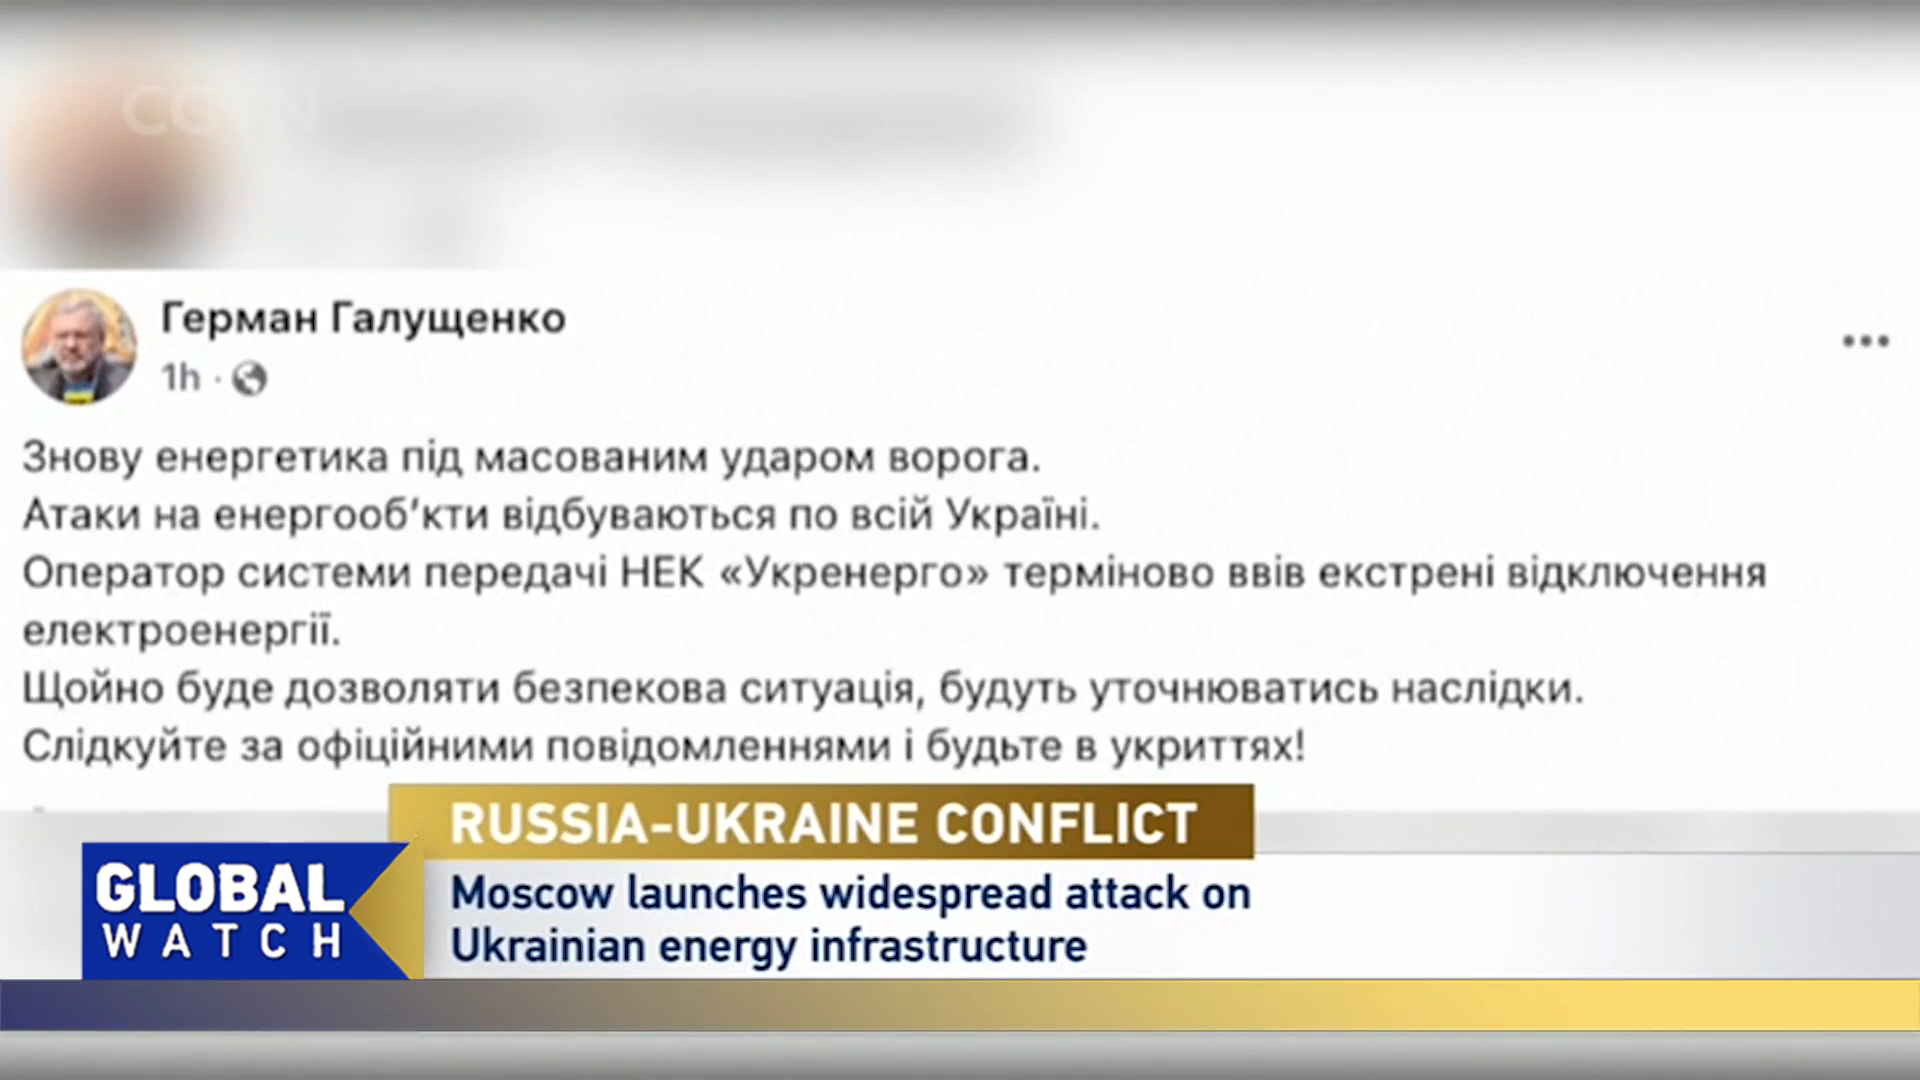 CGTN
Герман Галущенко
1h ·
Знову енергетика під масованим ударом ворога.
Атаки на енергооб’кти відбуваються по всій Україні.
Оператор системи передачі НЕК «Укренерго» терміново ввів екстрені відключення
електроенергії.
Щойно буде дозволяти безпекова ситуація, будуть уточнюватись наслідки.
Слідкуйте за офіційними повідомленнями і будьте в укриттях!
RUSSIA-UKRAINE CONFLICT
GLOBAL
WATCH
Moscow launches widespread attack on
Ukrainian energy infrastructure